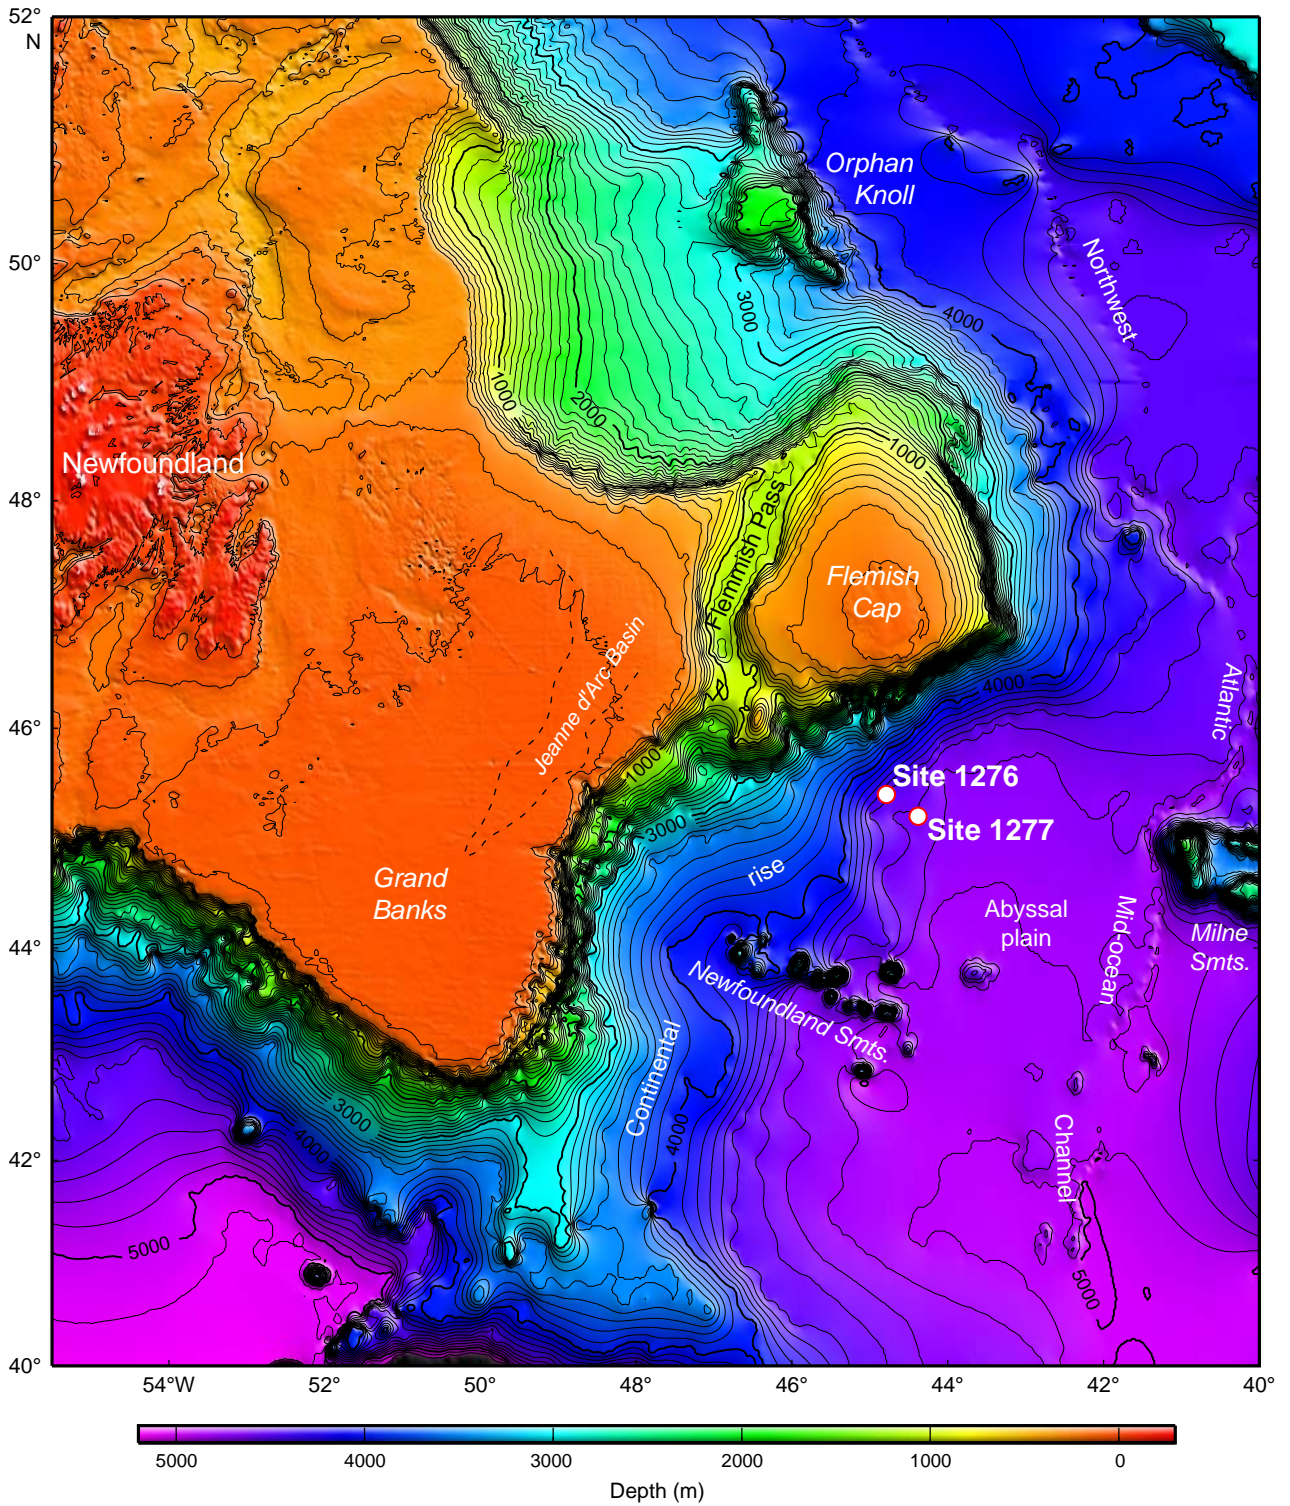 52°
N
Orphan
Knoll
50°
Northwest
3000
4000
1000
2000
1000
Newfoundland
48°
Flemmish Pass
Flemish
Cap
Jeanne d'Arc Basin
4000
Atlantic
46°
1000
Site 1276
3000
Site 1277
rise
Grand
Banks
Abyssal
plain
Mid-ocean
Milne
Smts.
44°
Newfoundland Smts.
Continental
3000
4000
4000
Channel
42°
5000
5000
40°
54°W
52°
50°
48°
46°
44°
42°
40°
5000
4000
3000
2000
1000
0
Depth (m)